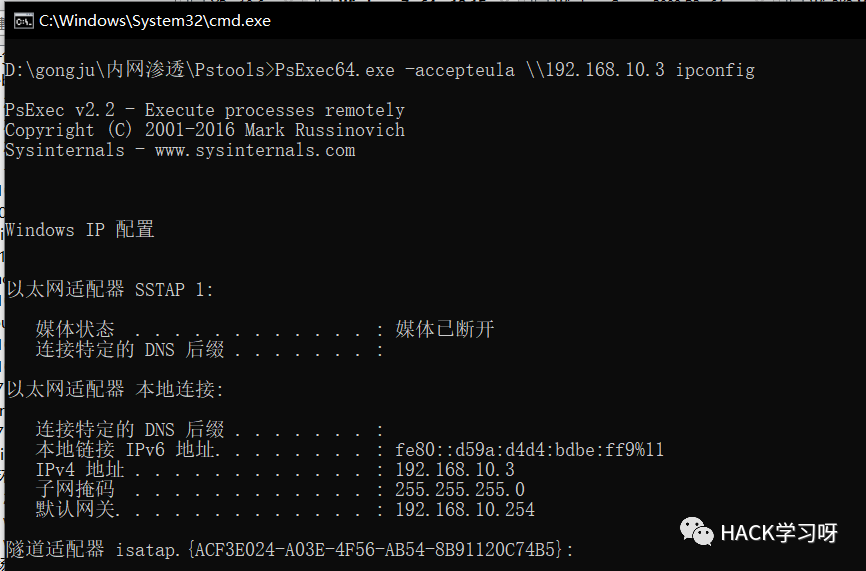 C:\Windows\System32\cmd.exe
D:\gongju\内网渗透\Pstools>PsExec64.exe -accepteula \\192.168.10.3 ipconfig
PsExec v2.2 - Execute processes remotely
Copyright (C) 2001-2016 Mark Russinovich
Sysinternals - www.sysinternals.com
Windows IP 配置
以太网适配器 SSTAP 1:
媒体状态 . . . . . . . . . . . . : 媒体已断开
连接特定的 DNS 后缀 . . . . . . . :
以太网适配器 本地连接:
连接特定的 DNS 后缀 . . . . . . . :
本地链接 IPv6 地址. . . . . . . . : fe80::d59a:d4d4:bdbe:ff9%11
IPv4 地址 . . . . . . . . . . . . : 192.168.10.3
子网掩码 . . . . . . . . . . . . : 255.255.255.0
默认网关. . . . . . . . . . . . . : 192.168.10.254
隧道适配器 isatap.{ACF3E024-A03E-4F56-AB54-8B91120C74B5}:
HACK学习呀